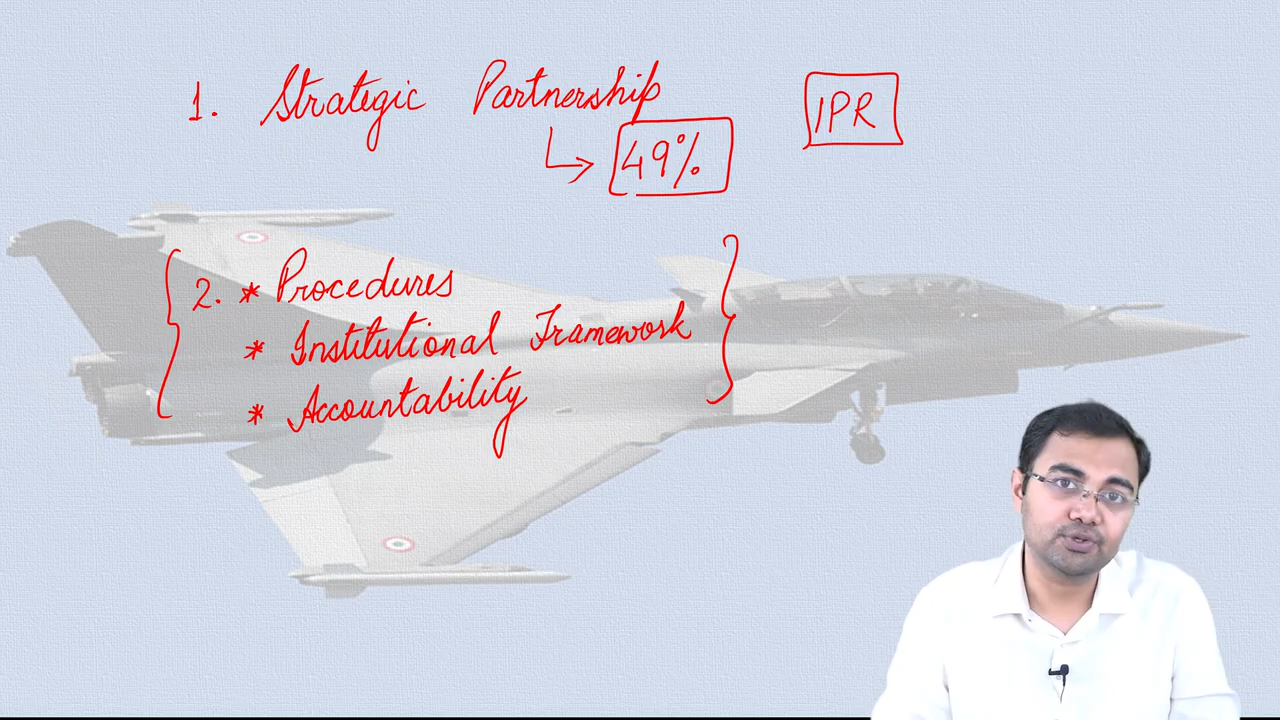 1. Strategic Partnership
IPR
49%
2. * Procedures
* Institutional Framework
* Accountability